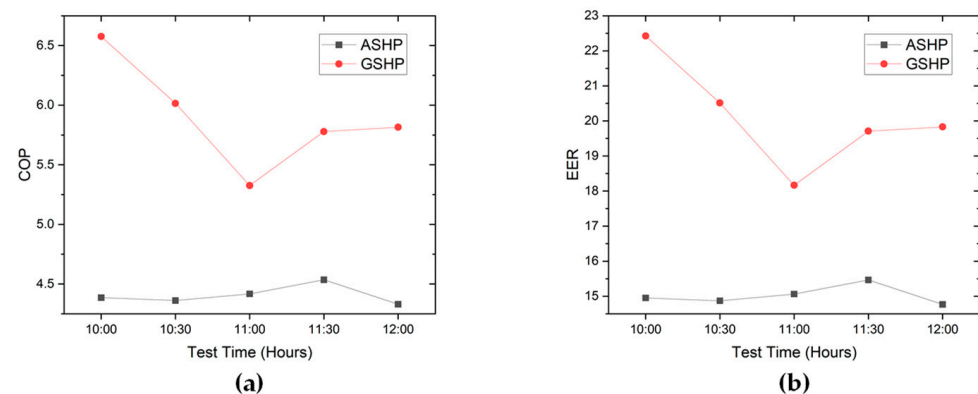 6.5
6.0
5.5
5.0
4.5
COP
ASHP
GSHP
10:00 10:30 11:00 11:30 12:00
Test Time (Hours)
(a)
23
22
21
20
19
18
17
16
15
EER
ASHP
GSHP
10:00 10:30 11:00 11:30 12:00
Test Time (Hours)
(b)